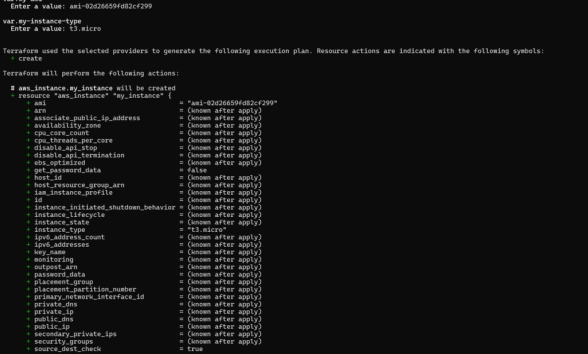 Enter a value: ami-02d26659fd82cf299
var.my-instance-type
Enter a value: t3.micro
Terraform used the selected providers to generate the following execution plan. Resource actions are indicated with the following symbols:
+ create
Terraform will perform the following actions:
# aws_instance.my_instance will be created
+ resource "aws_instance" "my_instance" {
+ ami = "ami-02d26659fd82cf299"
+ arn = (known after apply)
+ associate_public_ip_address = (known after apply)
+ availability_zone = (known after apply)
+ cpu_core_count = (known after apply)
+ cpu_threads_per_core = (known after apply)
+ disable_api_stop = (known after apply)
+ disable_api_termination = (known after apply)
+ ebs_optimized = (known after apply)
+ get_password_data = false
+ host_id = (known after apply)
+ host_resource_group_arn = (known after apply)
+ iam_instance_profile = (known after apply)
+ id = (known after apply)
+ instance_initiated_shutdown_behavior = (known after apply)
+ instance_lifecycle = (known after apply)
+ instance_state = (known after apply)
+ instance_type = "t3.micro"
+ ipv6_address_count = (known after apply)
+ ipv6_addresses = (known after apply)
+ key_name = (known after apply)
+ monitoring = (known after apply)
+ outpost_arn = (known after apply)
+ password_data = (known after apply)
+ placement_group = (known after apply)
+ placement_partition_number = (known after apply)
+ primary_network_interface_id = (known after apply)
+ private_dns = (known after apply)
+ private_ip = (known after apply)
+ public_dns = (known after apply)
+ public_ip = (known after apply)
+ secondary_private_ips = (known after apply)
+ security_groups = (known after apply)
+ source_dest_check = true